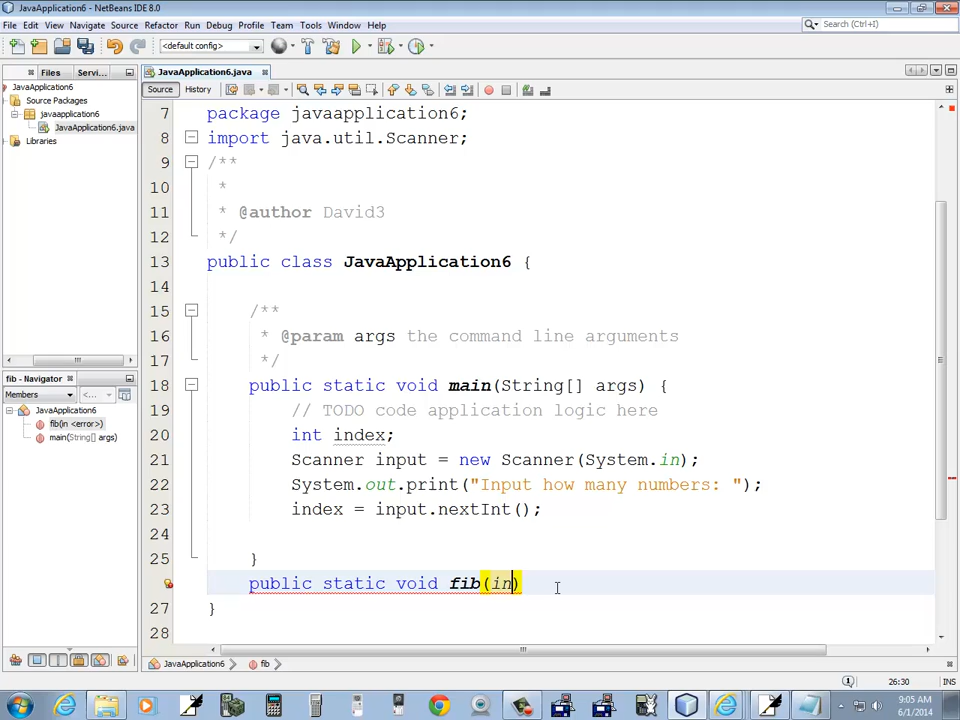 JavaApplication6 - NetBeans IDE 8.0
File Edit View Navigate Source Refactor Run Debug Profile Team Tools Window Help
<default config>
Search (Ctrl+I)
Files Servi...
JavaApplication6.java
JavaApplication6
Source Packages
javaapplication6
JavaApplication6.java
Libraries
Source History
7 package javaapplication6;
8 import java.util.Scanner;
9 /**
10 *
11 * @author David3
12 */
13 public class JavaApplication6 {
14
15 /**
16 * @param args the command line arguments
17 */
18 public static void main(String[] args) {
19 // TODO code application logic here
20 int index;
21 Scanner input = new Scanner(System.in);
22 System.out.print("Input how many numbers: ");
23 index = input.nextInt();
24
25 }
public static void fib(in)
27 }
28
fib - Navigator
Members <...
JavaApplication6
fib(in <error>)
main(String[] args)
JavaApplication6 fib
1 26:30 INS
9:05 AM
6/1/2014